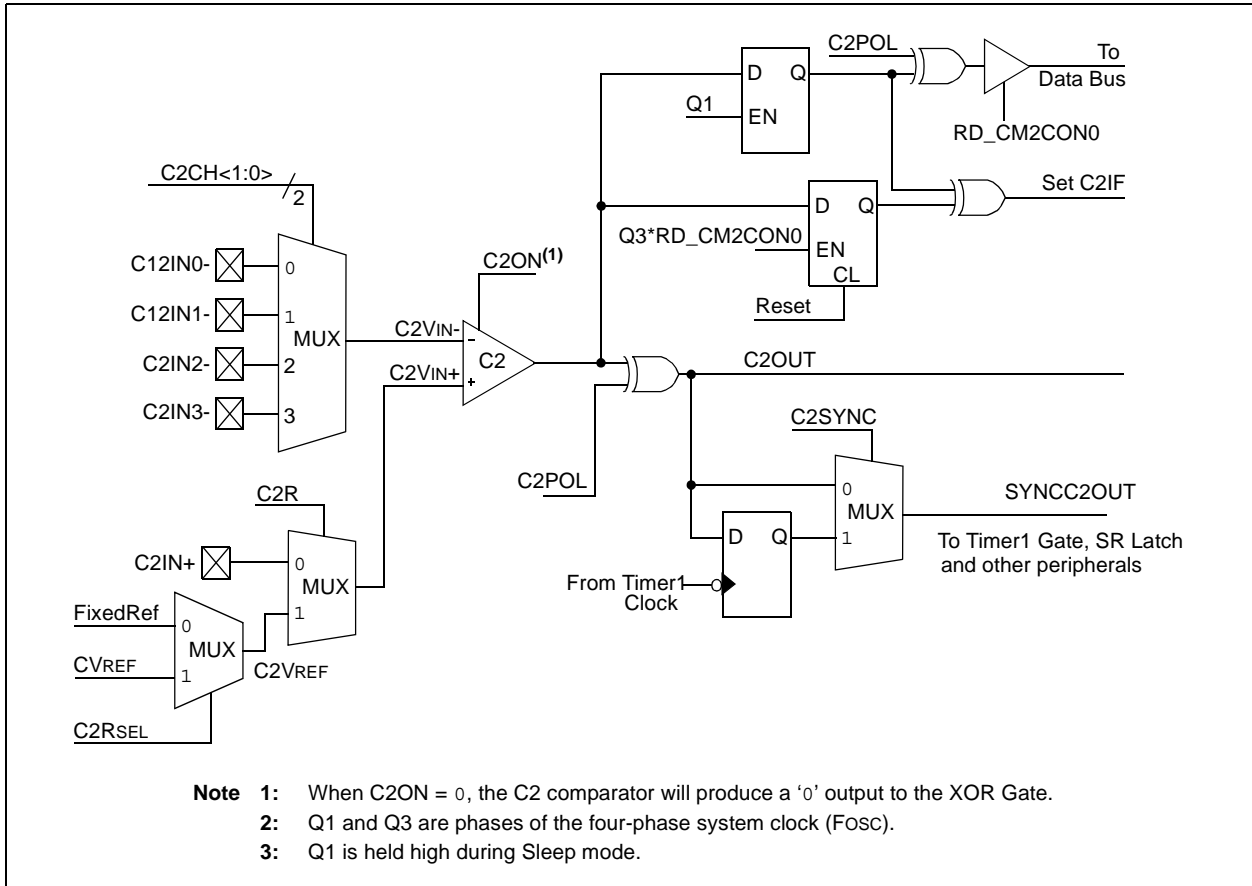 C2POL
To
Data Bus
D Q
Q1
EN
RD_CM2CON0
C2CH<1:0>
2
Set C2IF
D Q
Q3*RD_CM2CON0
EN
CL
Reset
C12IN0-
0
C12IN1-
1
MUX
C2IN2-
2
C2IN3-
3
C2ON(1)
C2VIN-
-
C2
C2VIN+
+
C2OUT
C2POL
C2SYNC
0
MUX
1
SYNCC2OUT
To Timer1 Gate, SR Latch
and other peripherals
D Q
From Timer1
Clock
C2R
C2IN+
0
MUX
1
FixedRef
0
MUX
CVREF
1
C2VREF
C2RSEL
Note 1: When C2ON = 0, the C2 comparator will produce a ‘0’ output to the XOR Gate.
2: Q1 and Q3 are phases of the four-phase system clock (FOSC).
3: Q1 is held high during Sleep mode.